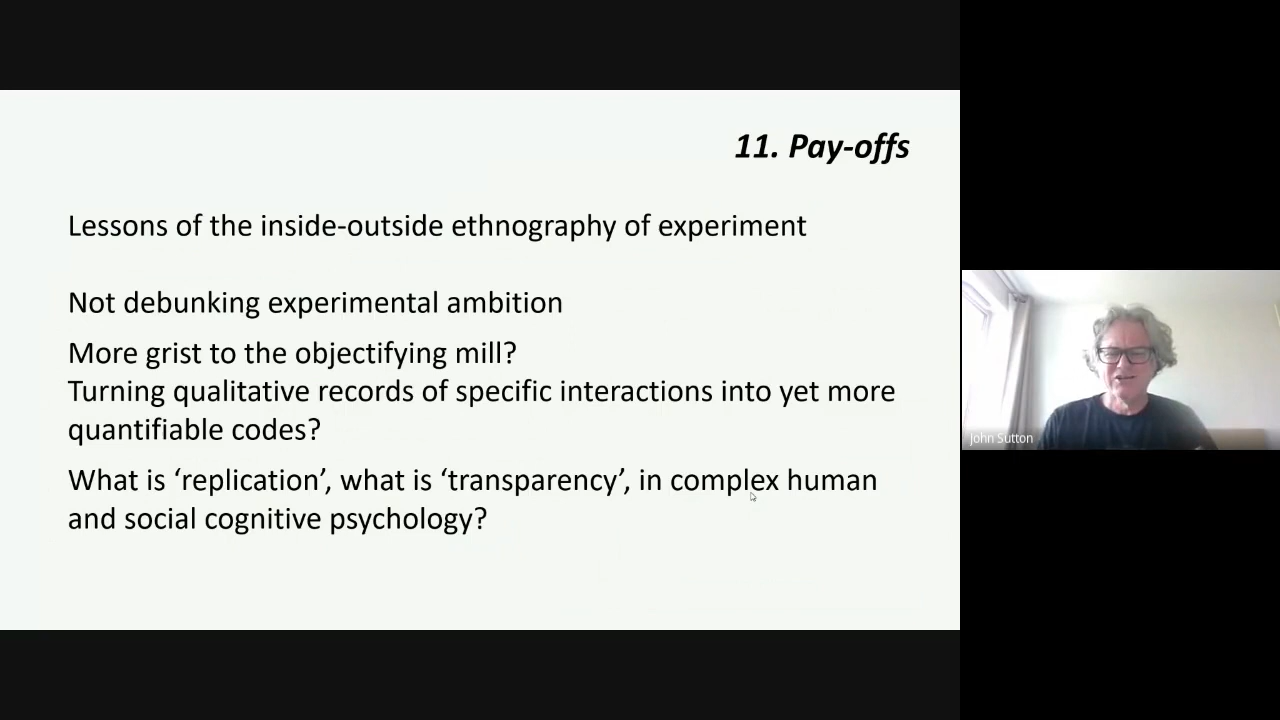 11. Pay-offs
Lessons of the inside-outside ethnography of experiment
Not debunking experimental ambition
More grist to the objectifying mill?
Turning qualitative records of specific interactions into yet more
quantifiable codes?
What is ‘replication’, what is ‘transparency’, in complex human
and social cognitive psychology?
John Sutton